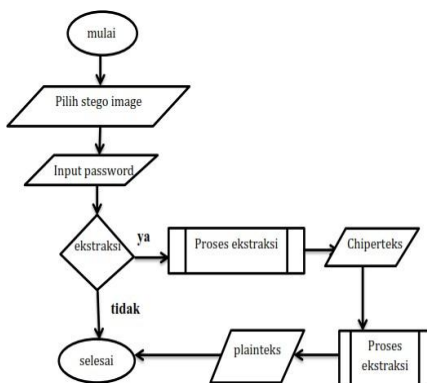 mulai
Pilih stego image
Input password
ekstraksi
ya
Proses ekstraksi
Chiperteks
tidak
Proses
ekstraksi
plainteks
selesai